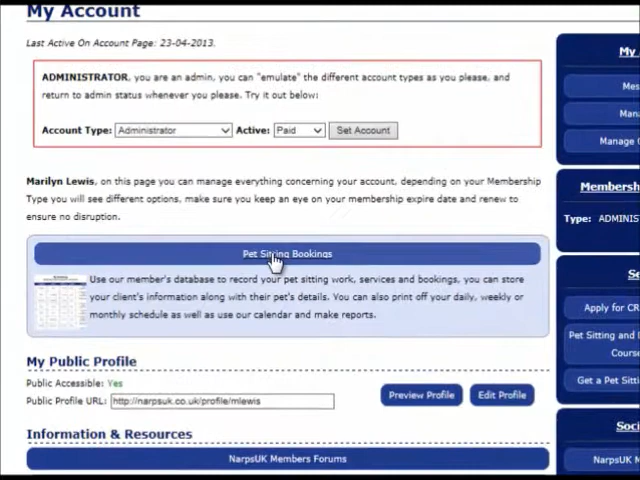 My Account
Last Active On Account Page: 23-04-2013.
ADMINISTRATOR, you are an admin, you can "emulate" the different account types as you please, and
return to admin status whenever you please. Try it out below:
Account Type: Administrator Active: Paid Set Account
Marilyn Lewis, on this page you can manage everything concerning your account, depending on your Membership
Type you will see different options, make sure you keep an eye on your membership expire date and renew to
ensure no disruption.
Pet Sitting Bookings
Use our member's database to record your pet sitting work, services and bookings, you can store
your client's information along with their pet's details. You can also print off your daily, weekly or
monthly schedule as well as use our calendar and make reports.
My Public Profile
Public Accessible: Yes
Public Profile URL: http://narpsuk.co.uk/profile/mlewis
Preview Profile Edit Profile
Information & Resources
NarpsUK Members Forums
My
Mes
Mana
Manage
Membersh
Type: ADMINIS
Se
Apply for CR
Pet Sitting and
Cours
Get a Pet Sitti
Soci
NarpsUK M